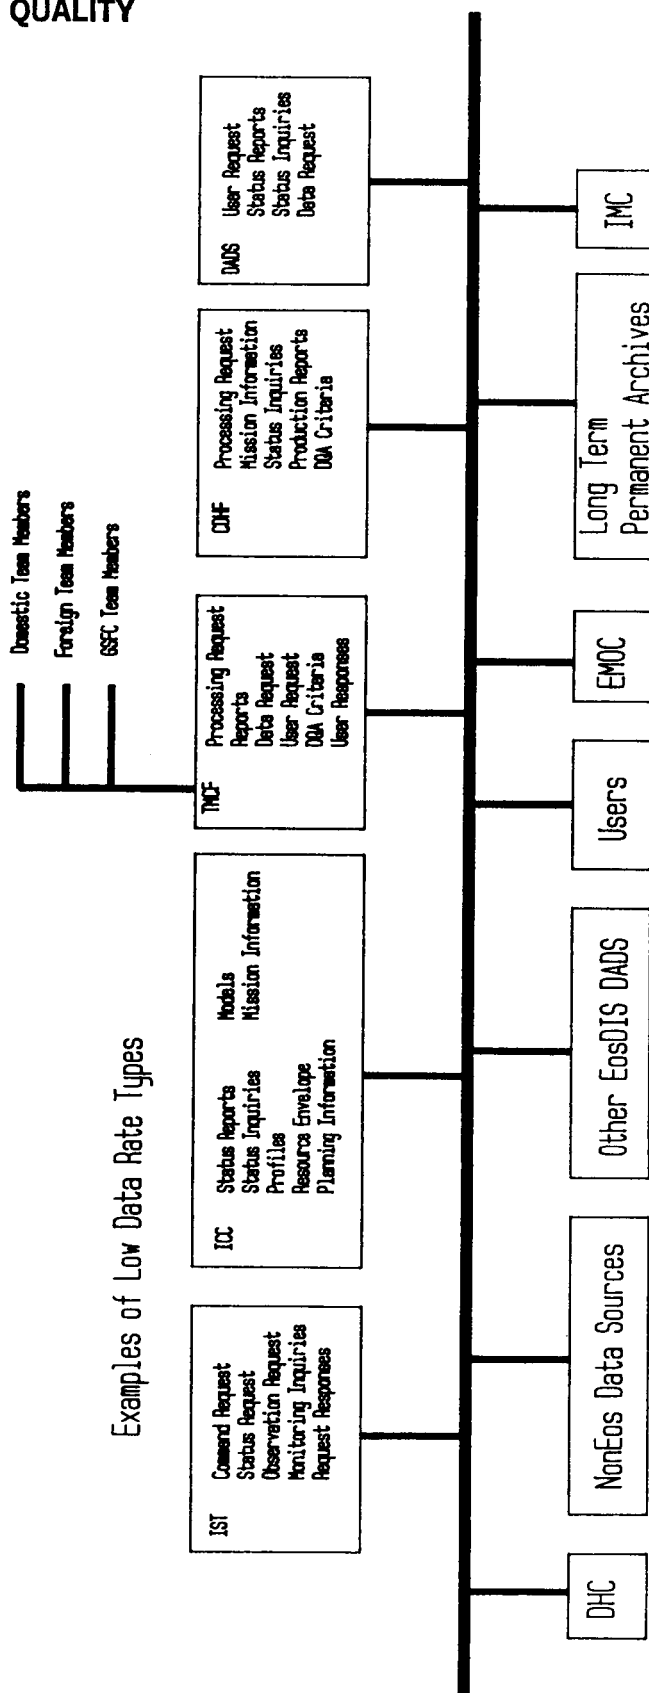 QUALITY
Examples of Low Data Rate Types
Domestic Team Members
Foreign Team Members
GSFC Team Members
IST
Command Request
Status Request
Observation Request
Monitoring Inquiries
Request Responses
ICC
Status Reports
Status Inquiries
Profiles
Resource Envelope
Planning Information
Models
Mission Information
TMCF
Processing Request
Reports
Data Request
User Request
DQA Criteria
User Responses
CDHF
Processing Request
Mission Information
Status Inquiries
Production Reports
DQA Criteria
DADS
User Request
Status Reports
Status Inquiries
Data Request
DHC
NonEos Data Sources
Other EosDIS DADS
Users
EMOC
Long Term
Permanent Archives
IMC